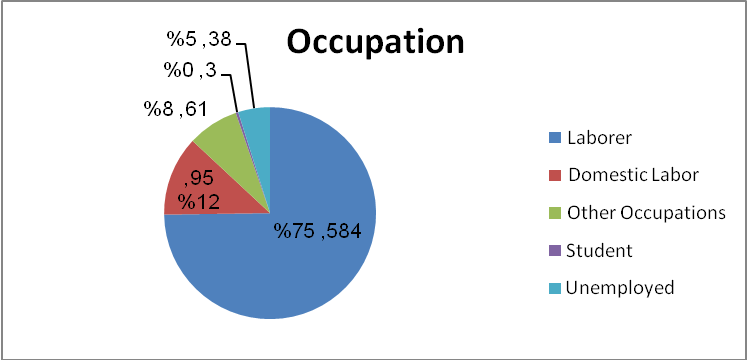 Occupation
%5 ,38
%0 ,3
%8 ,61
,95
%12
%75 ,584
Laborer
Domestic Labor
Other Occupations
Student
Unemployed